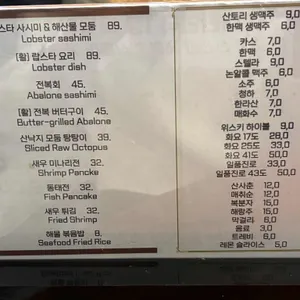 스타 사시미 & 해산물 모둠 89,
Lobster sashimi
[활] 랍스타 요리 89,
Lobster dish
[활] 전복회 45,
Abalone sashimi
[활] 전복 버터구이 45,
Butter-grilled Abalone
산낙지 모둠 탕탕이 39,
Sliced Raw Octopus
새우 미나리전 32,
Shrimp Pancke
동태전 32,
Fish Pancake
새우 튀김 32,
Fried Shrimp
해물 볶음밥 8,
Seafood Fried Rice
산토리 생맥주 9,0
한맥 생맥주 6,0
카스 7,0
한맥 7,0
스텔라 9,0
논알콜 맥주 6,0
소주 6,0
청하 7,0
한라산 7,0
매화수 7,0
위스키 하이볼 9,0
화요 17도 26,0
화요 25도 33,0
화요 41도 50,0
일품진로 33,0
일품진로 43도 50,0
산사춘 12,0
매취순 12,0
복분자 15,0
해랑주 15,0
막걸리 6,0
음료 3,0
트레비 6,0
레몬 슬라이스 5,0